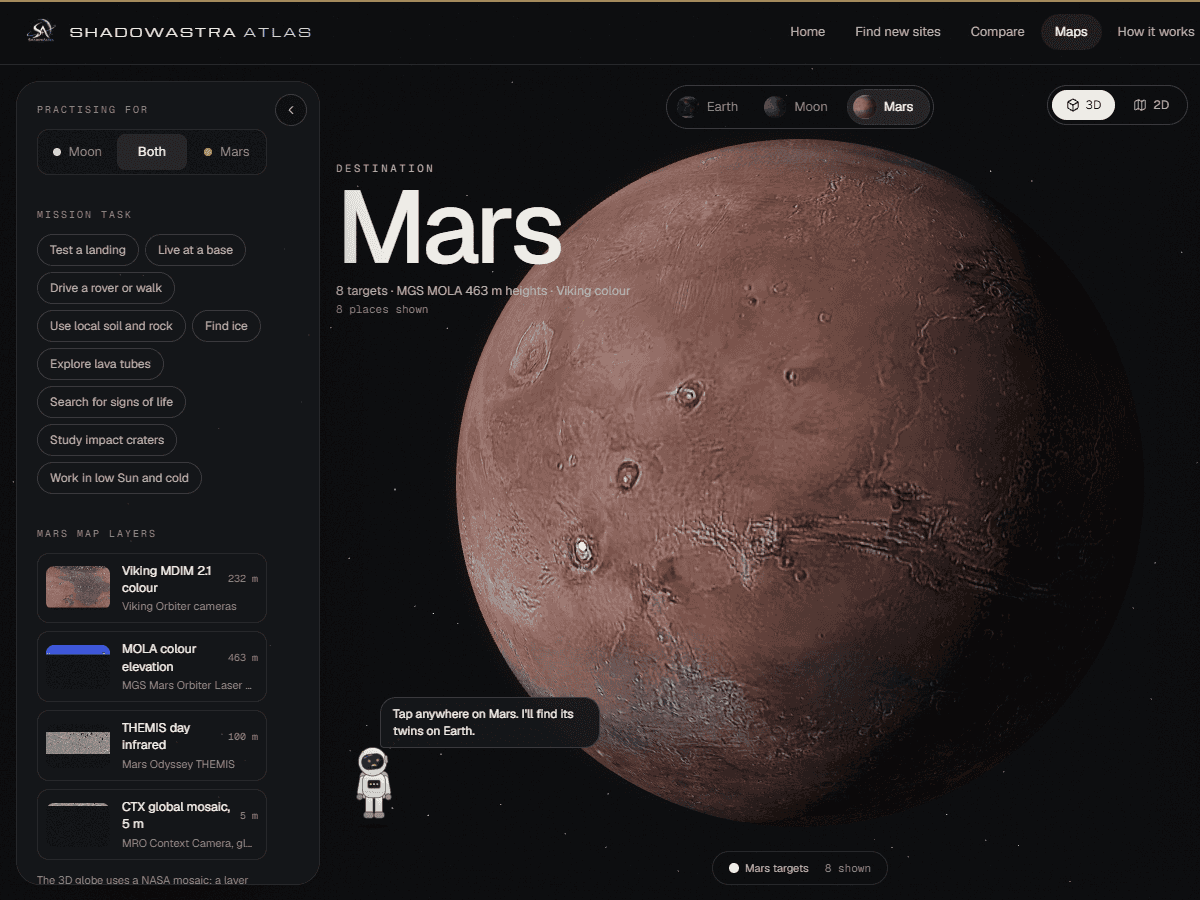 SHADOWASTRA ATLAS
Home
Find new sites
Compare
Maps
How it works
PRACTISING FOR
Moon
Both
Mars
MISSION TASK
Test a landing
Live at a base
Drive a rover or walk
Use local soil and rock
Find ice
Explore lava tubes
Search for signs of life
Study impact craters
Work in low Sun and cold
MARS MAP LAYERS
Viking MDIM 2.1
colour
232 m
Viking Orbiter cameras
MOLA colour
elevation
463 m
MGS Mars Orbiter Laser ...
THEMIS day
infrared
100 m
Mars Odyssey THEMIS
CTX global mosaic,
5 m
5 m
MRO Context Camera, gl...
The 3D globe uses a NASA mosaic: a layer
Earth
Moon
Mars
3D
2D
DESTINATION
Mars
8 targets · MGS MOLA 463 m heights · Viking colour
8 places shown
Tap anywhere on Mars. I'll find its
twins on Earth.
Mars targets
8 shown